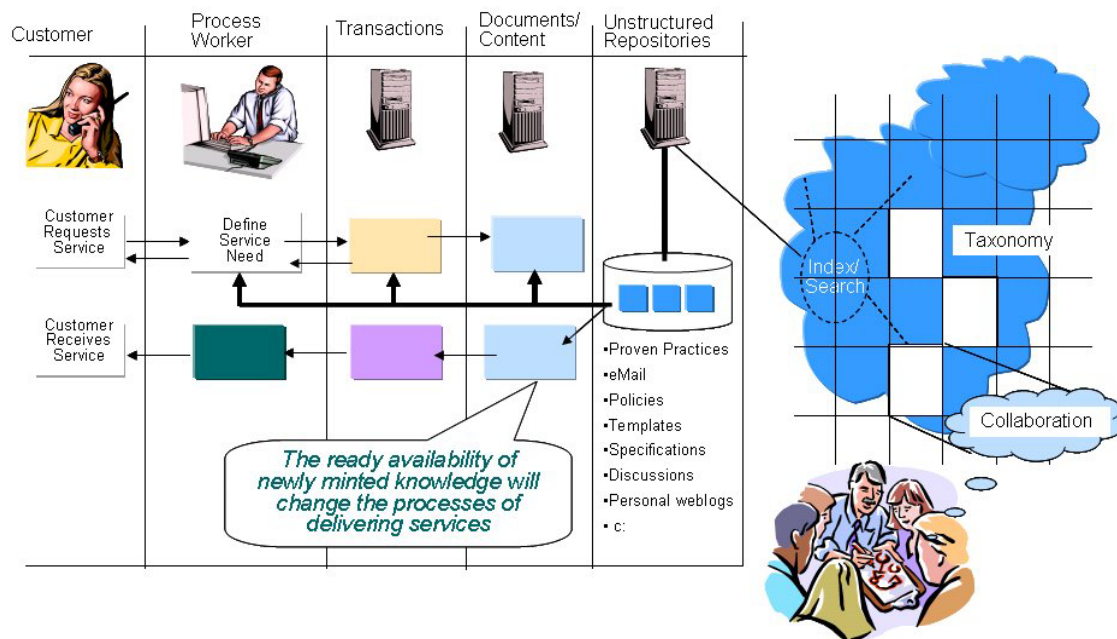 Customer
Process
Worker
Transactions
Documents/
Content
Unstructured
Repositories
Customer
Requests
Service
Define
Service
Need
Customer
Receives
Service
•Proven Practices
•eMail
•Policies
•Templates
•Specifications
•Discussions
•Personal weblogs
• c:
The ready availability of
newly minted knowledge will
change the processes of
delivering services
Taxonomy
Index/
Search
Collaboration